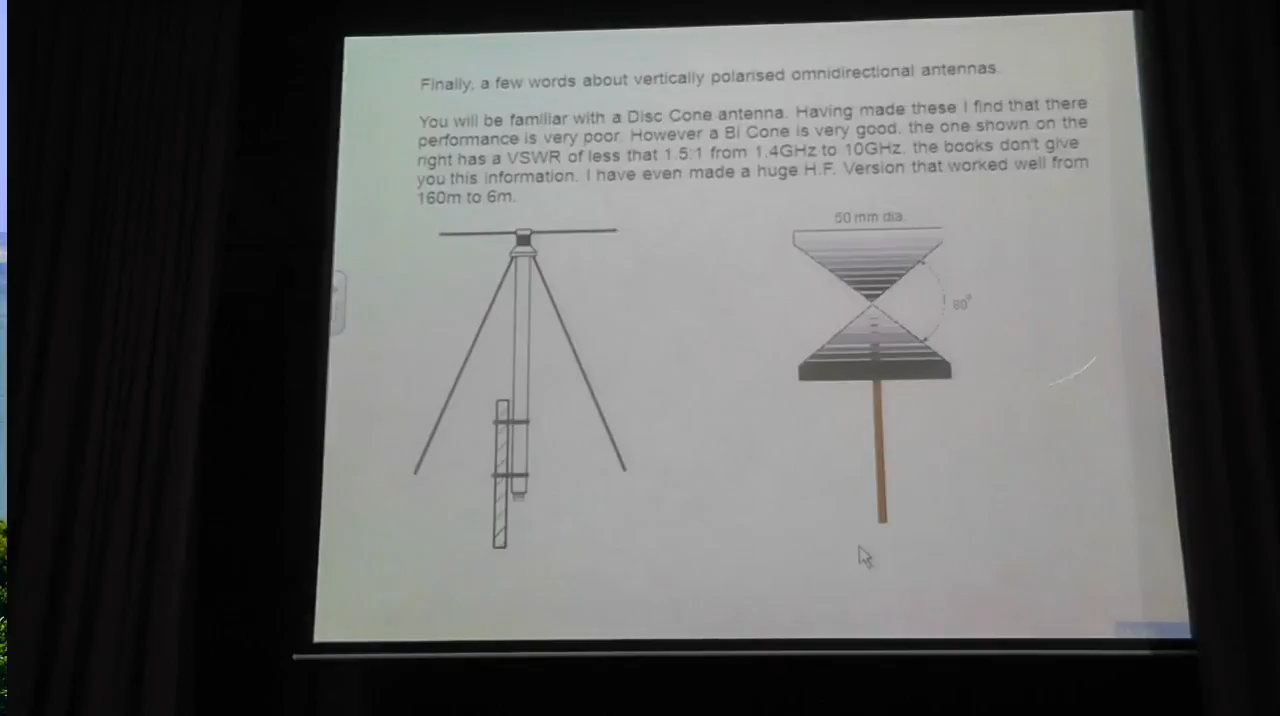 Finally, a few words about vertically polarised omnidirectional antennas.
You will be familiar with a Disc Cone antenna. Having made these I find that there
performance is very poor. However a Bi Cone is very good. the one shown on the
right has a VSWR of less that 1.5:1 from 1.4GHz to 10GHz. the books don't give
you this information. I have even made a huge H.F. Version that worked well from
160m to 6m.
50 mm dia.
80°